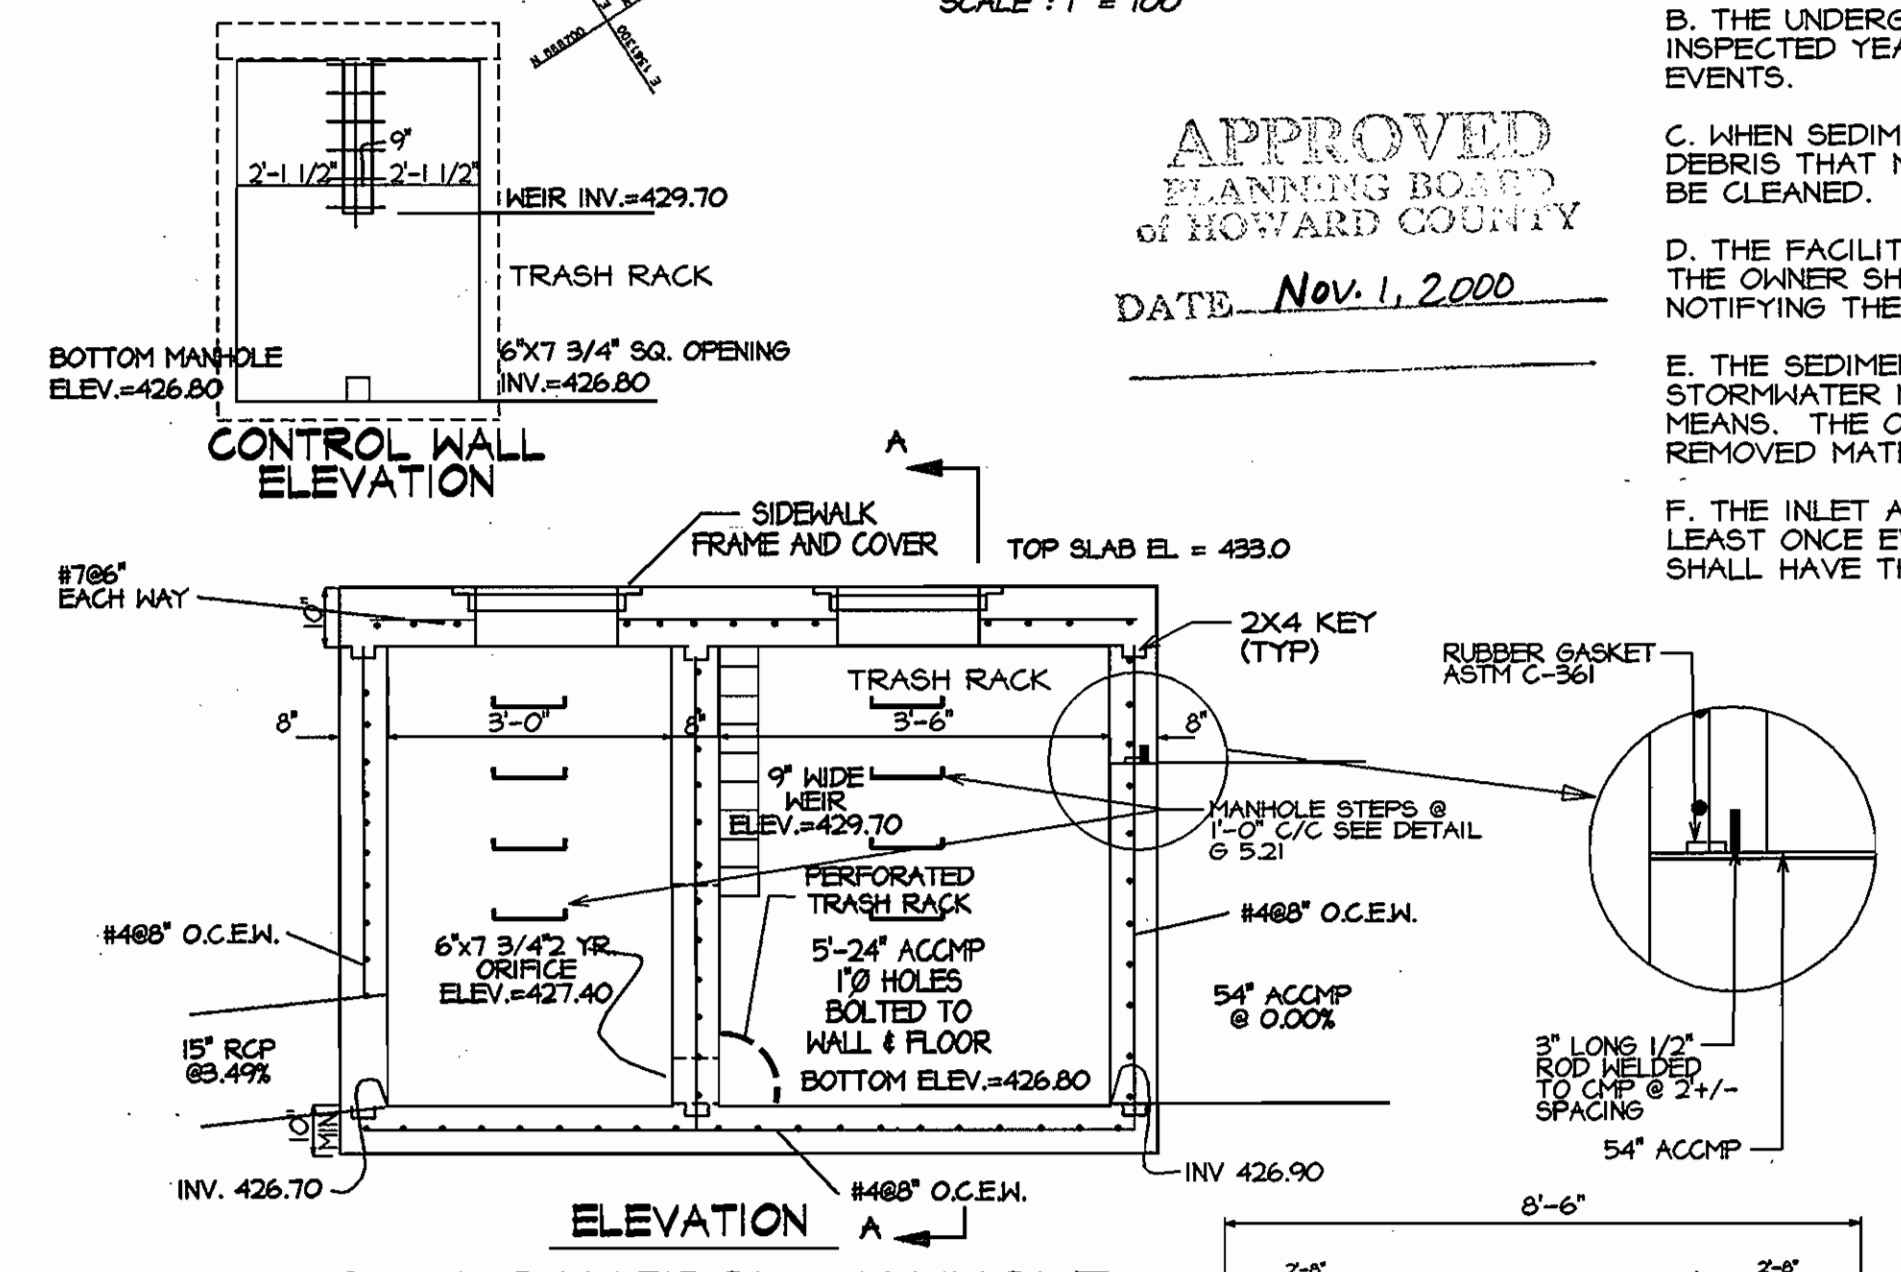 SCALE : 1" = 100'
N 558700
E 1361300
9"
2'-1 1/2"
2'-1 1/2"
WEIR INV.=429.70
TRASH RACK
BOTTOM MANHOLE
ELEV.=426.80
6"X7 3/4" SQ. OPENING
INV.=426.80
CONTROL WALL
ELEVATION
APPROVED
PLANNING BOARD
of HOWARD COUNTY
DATE Nov. 1, 2000
B. THE UNDERG
INSPECTED YEA
EVENTS.
C. WHEN SEDIM
DEBRIS THAT
BE CLEANED.
D. THE FACILIT
THE OWNER SH
NOTIFYING THE
E. THE SEDIME
STORMWATER
MEANS. THE
REMOVED MATE
F. THE INLET A
LEAST ONCE E
SHALL HAVE T
A
SIDEWALK
FRAME AND COVER
TOP SLAB EL = 433.0
#7@6"
EACH WAY
10"
2X4 KEY
(TYP)
TRASH RACK
8"
3'-0"
8"
3'-6"
8"
9" WIDE
WEIR
ELEV.=429.70
MANHOLE STEPS @
1'-0" C/C SEE DETAIL
G 5.21
PERFORATED
TRASH RACK
#4@8" O.C.E.W.
#4@8" O.C.E.W.
6"x7 3/4"2 YR
ORIFICE
ELEV.=427.40
5'-24" ACCMP
1"Ø HOLES
BOLTED TO
WALL & FLOOR
54" ACCMP
@ 0.00%
15" RCP
@3.49%
BOTTOM ELEV.=426.80
10"
MIN
INV. 426.70
#4@8" O.C.E.W.
INV 426.90
ELEVATION
A
RUBBER GASKET
ASTM C-361
3" LONG 1/2"
ROD WELDED
TO CMP @ 2'+/-
SPACING
54" ACCMP
8'-6"
2'-8"
2'-8"